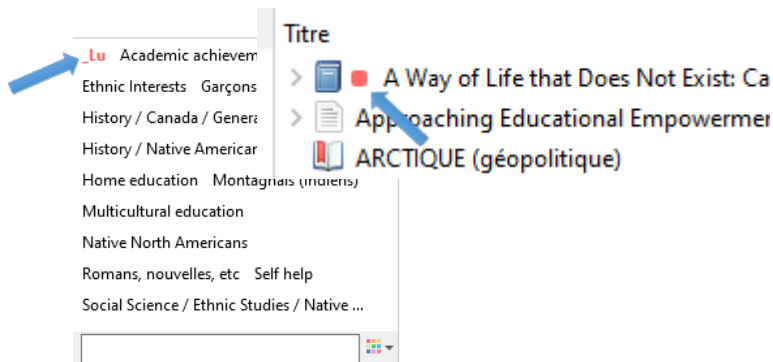 _Lu Academic achievem
Ethnic Interests Garçons
History / Canada / Genera
History / Native American
Home education Montagnais (Indiens)
Multicultural education
Native North Americans
Romans, nouvelles, etc Self help
Social Science / Ethnic Studies / Native ...
Titre
A Way of Life that Does Not Exist: Ca
Approaching Educational Empowermen
ARCTIQUE (géopolitique)